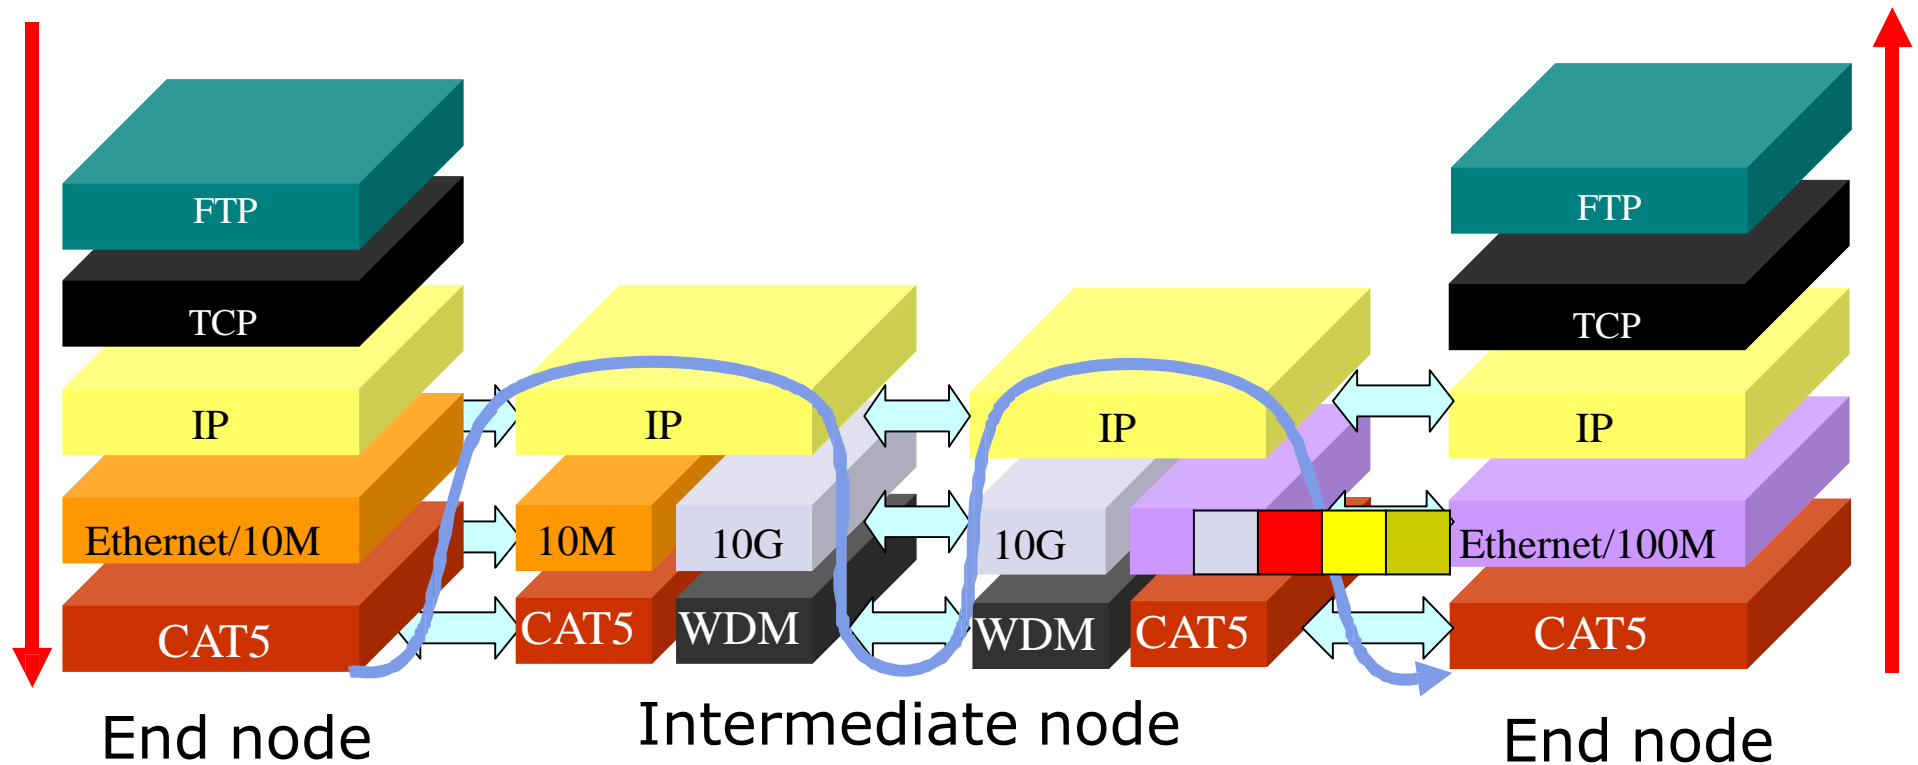 FTP
TCP
IP
Ethernet/10M
CAT5
IP
10M
10G
CAT5
WDM
IP
10G
WDM
CAT5
FTP
TCP
IP
Ethernet/100M
CAT5
End node
Intermediate node
End node